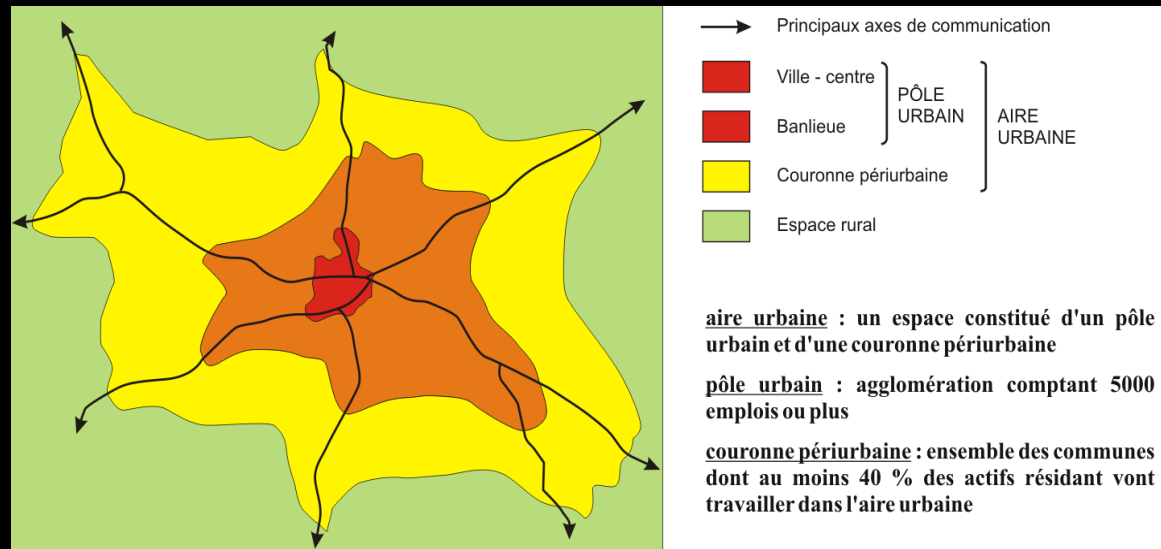 Principaux axes de communication
Ville - centre
Banlieue
PÔLE
URBAIN
AIRE
URBAINE
Couronne périurbaine
Espace rural
aire urbaine : un espace constitué d'un pôle
urbain et d'une couronne périurbaine
pôle urbain : agglomération comptant 5000
emplois ou plus
couronne périurbaine : ensemble des communes
dont au moins 40 % des actifs résidant vont
travailler dans l'aire urbaine